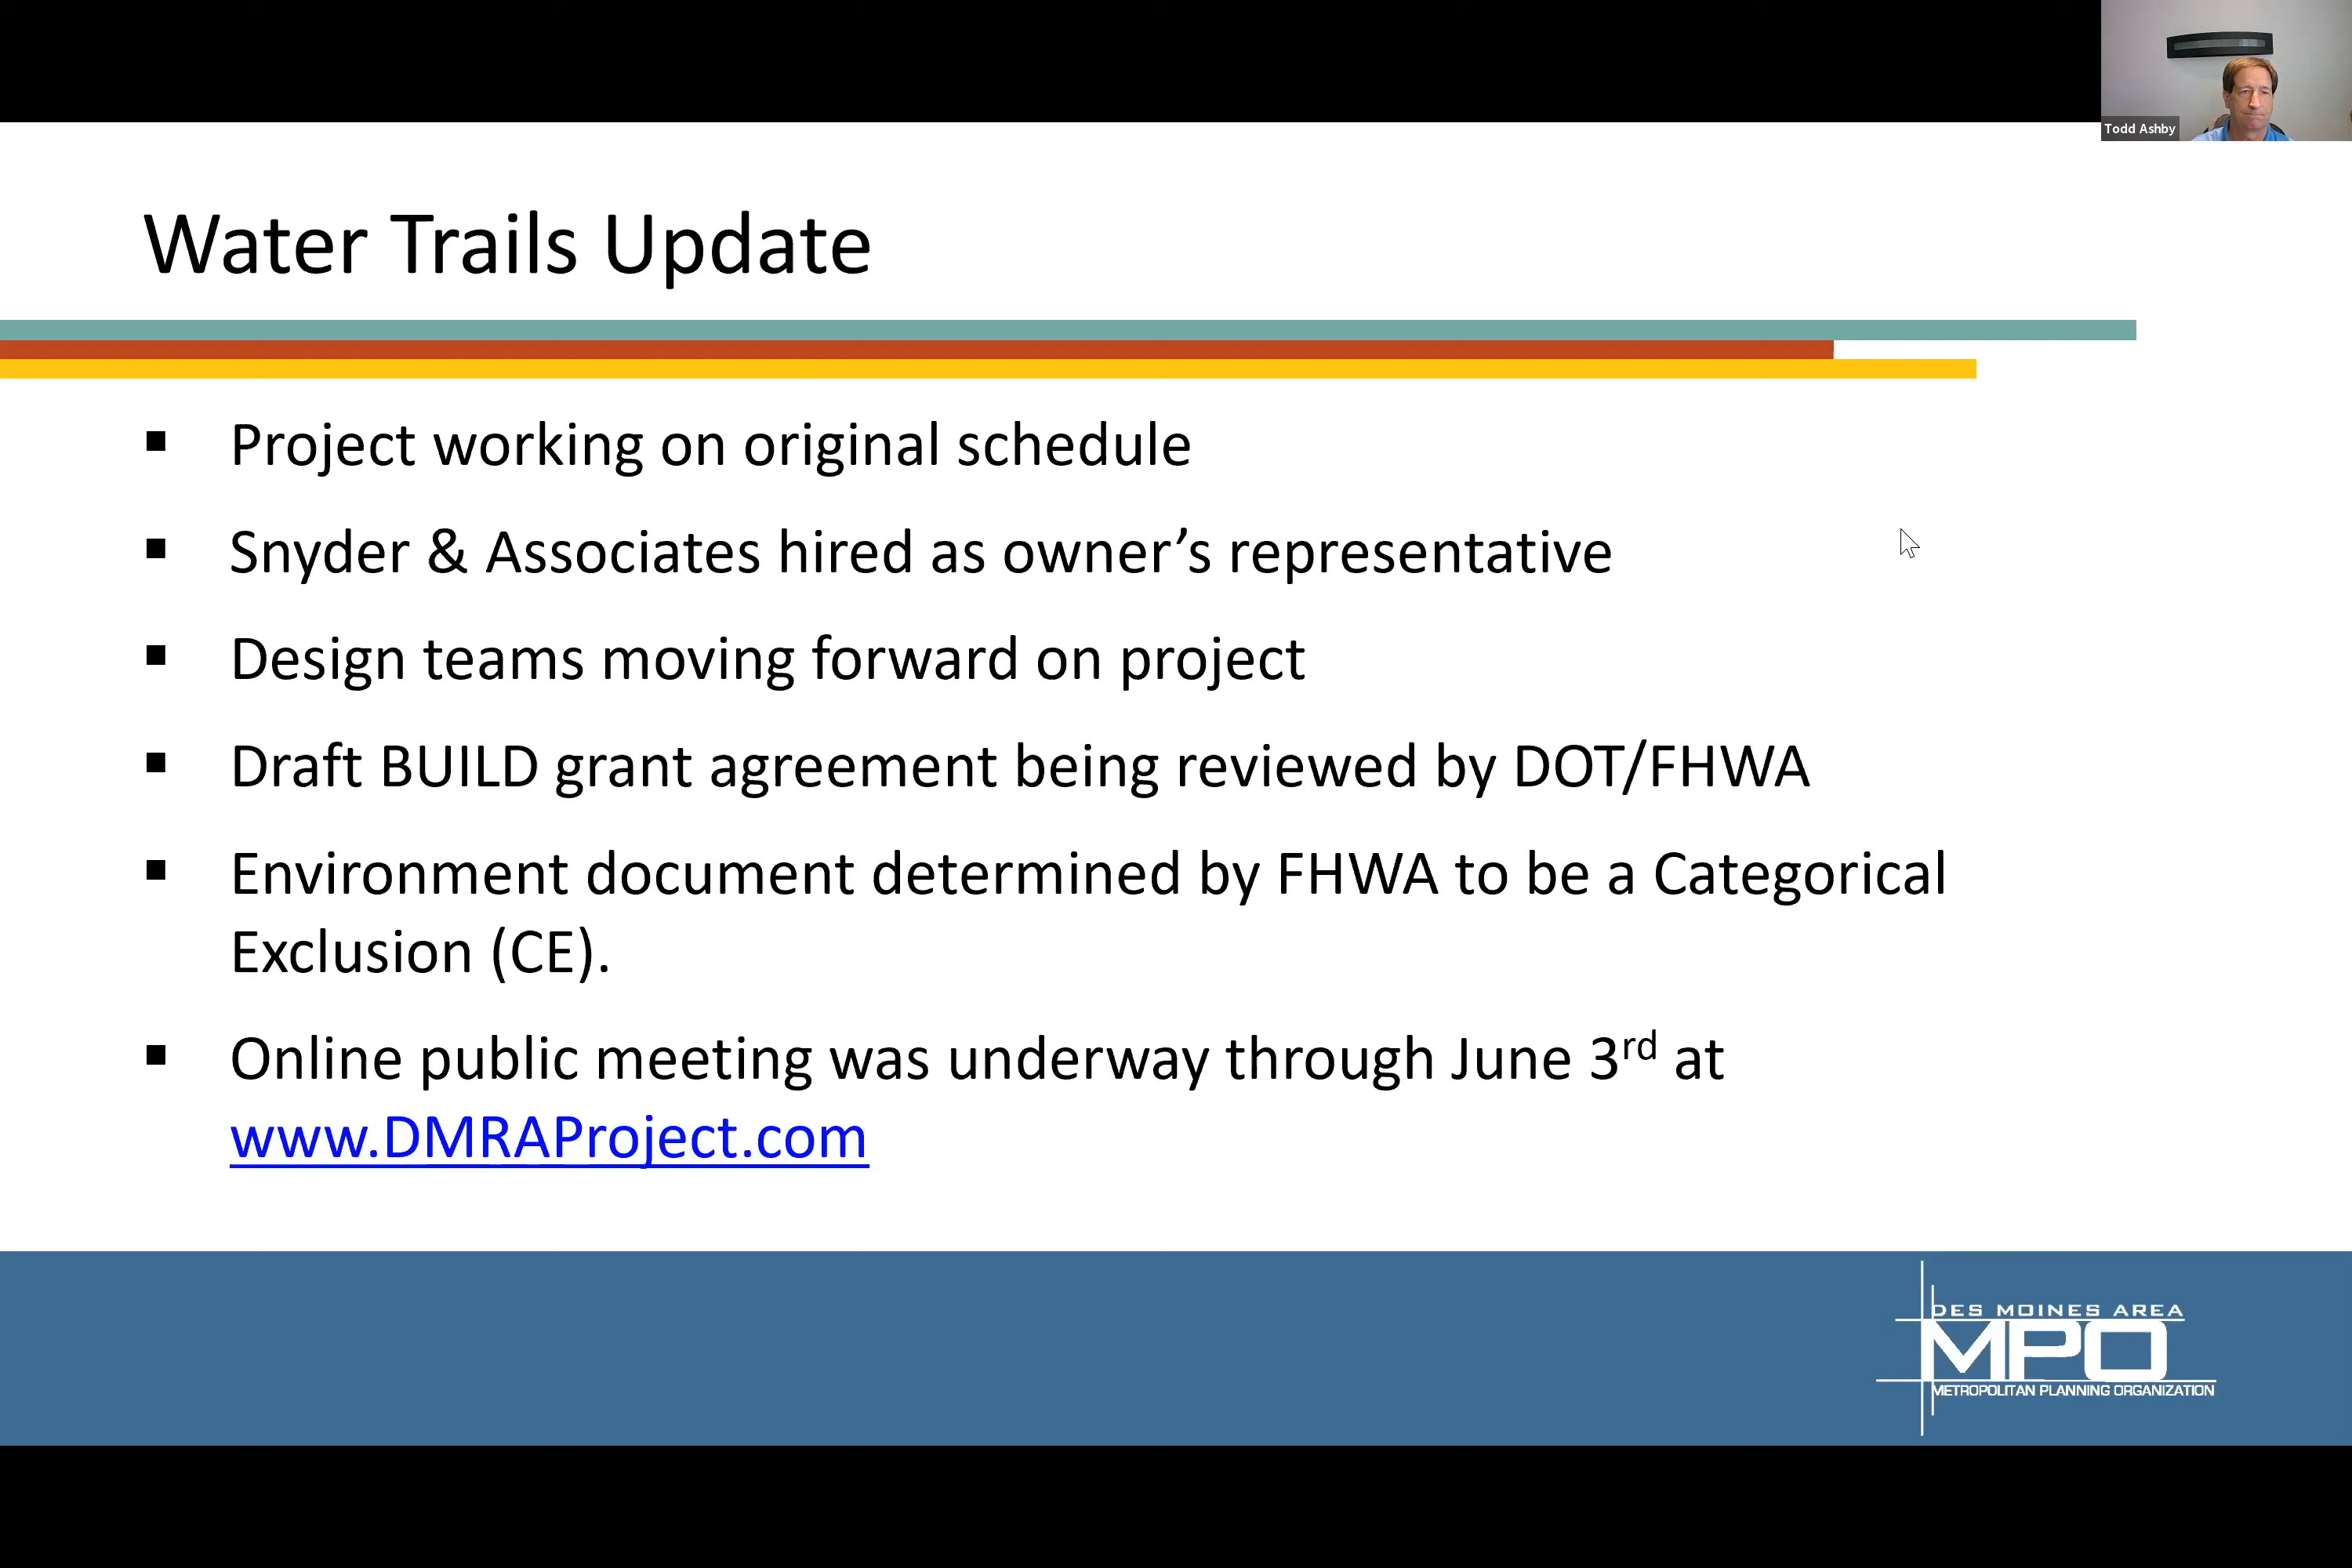 Todd Ashby
Water Trails Update
▪ Project working on original schedule
▪ Snyder & Associates hired as owner’s representative
▪ Design teams moving forward on project
▪ Draft BUILD grant agreement being reviewed by DOT/FHWA
▪ Environment document determined by FHWA to be a Categorical
Exclusion (CE).
▪ Online public meeting was underway through June 3rd at
www.DMRAProject.com
DES MOINES AREA
MPO
METROPOLITAN PLANNING ORGANIZATION